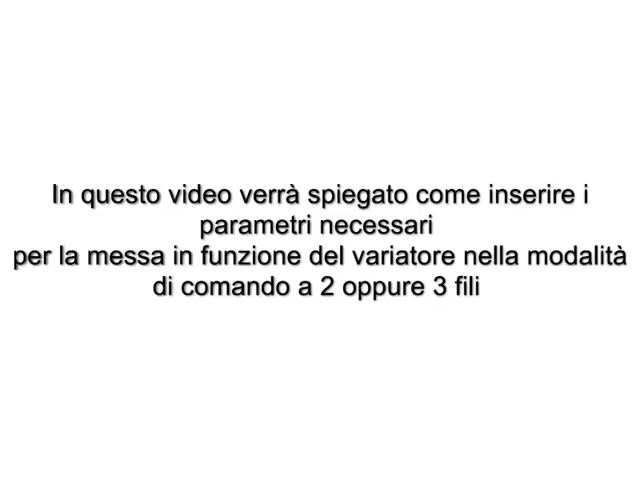 In questo video verrà spiegato come inserire i
parametri necessari
per la messa in funzione del variatore nella modalità
di comando a 2 oppure 3 fili